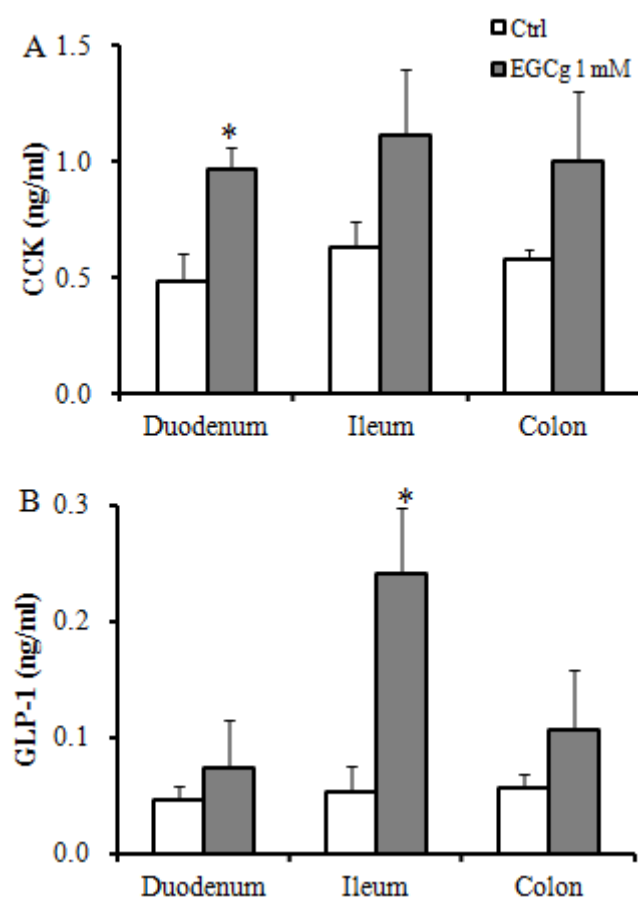 A
Ctrl
EGCg 1 mM
1.5
1.0
0.5
0.0
CCK (ng/ml)
*
Duodenum Ileum Colon
B
0.3
0.2
0.1
0.0
GLP-1 (ng/ml)
*
Duodenum Ileum Colon